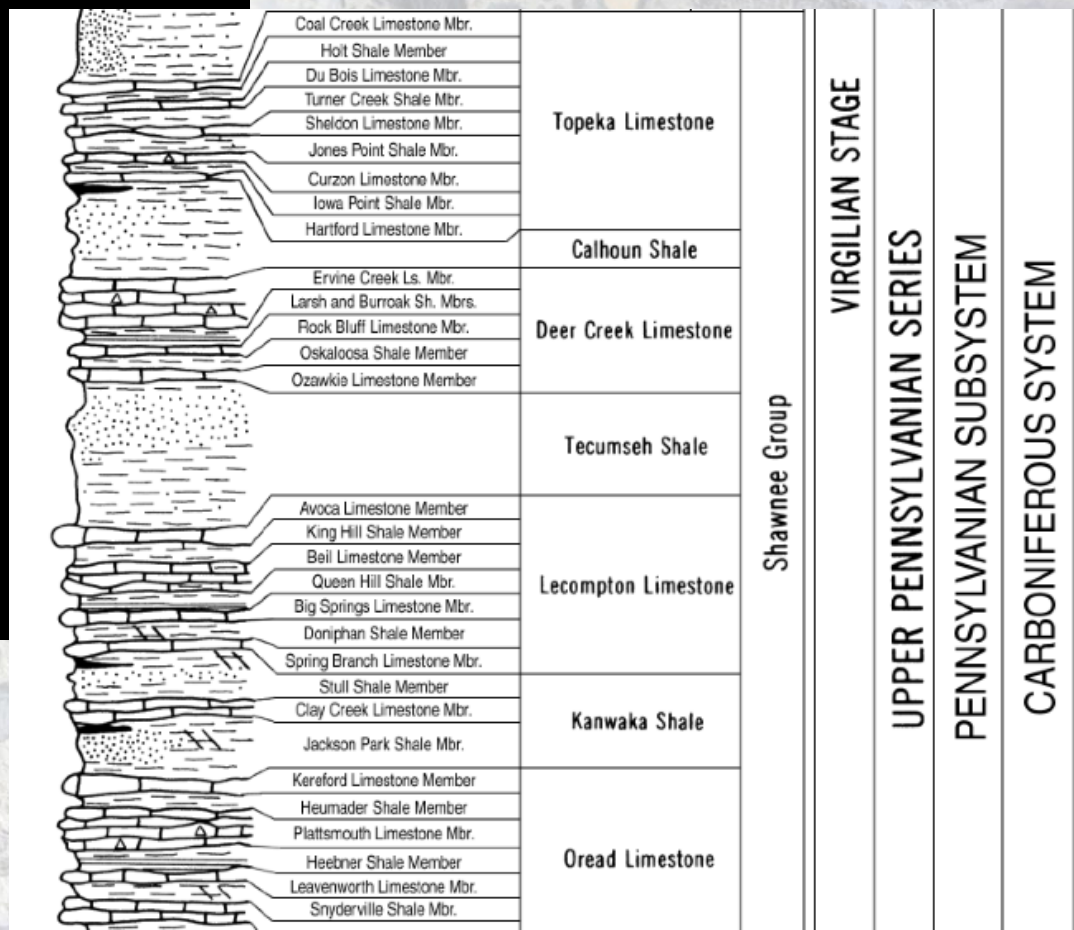 Coal Creek Limestone Mbr.
Holt Shale Member
Du Bois Limestone Mbr.
Turner Creek Shale Mbr.
Sheldon Limestone Mbr.
Jones Point Shale Mbr.
Curzon Limestone Mbr.
Iowa Point Shale Mbr.
Hartford Limestone Mbr.
Topeka Limestone
Calhoun Shale
Ervine Creek Ls. Mbr.
Larsh and Burroak Sh. Mbrs.
Rock Bluff Limestone Mbr.
Oskaloosa Shale Member
Ozawkie Limestone Member
Deer Creek Limestone
Tecumseh Shale
Avoca Limestone Member
King Hill Shale Member
Beil Limestone Member
Queen Hill Shale Mbr.
Big Springs Limestone Mbr.
Doniphan Shale Member
Spring Branch Limestone Mbr.
Lecompton Limestone
Stull Shale Member
Clay Creek Limestone Mbr.
Jackson Park Shale Mbr.
Kanwaka Shale
Kereford Limestone Member
Heumader Shale Member
Plattsmouth Limestone Mbr.
Heebner Shale Member
Leavenworth Limestone Mbr.
Snyderville Shale Mbr.
Oread Limestone
Shawnee Group
VIRGILIAN STAGE
UPPER PENNSYLVANIAN SERIES
PENNSYLVANIAN SUBSYSTEM
CARBONIFEROUS SYSTEM